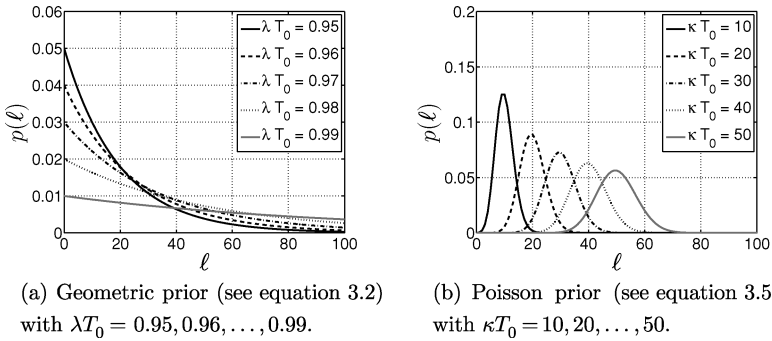 0.06
0.05
0.04
0.03
0.02
0.01
0
0 20 40 60 80 100
p(ℓ)
ℓ
λ T₀ = 0.95
λ T₀ = 0.96
λ T₀ = 0.97
λ T₀ = 0.98
λ T₀ = 0.99
(a) Geometric prior (see equation 3.2)
with λT₀ = 0.95, 0.96, . . . , 0.99.
0.2
0.15
0.1
0.05
0
0 20 40 60 80 100
p(ℓ)
ℓ
κ T₀ = 10
κ T₀ = 20
κ T₀ = 30
κ T₀ = 40
κ T₀ = 50
(b) Poisson prior (see equation 3.5
with κT₀ = 10, 20, . . . , 50.